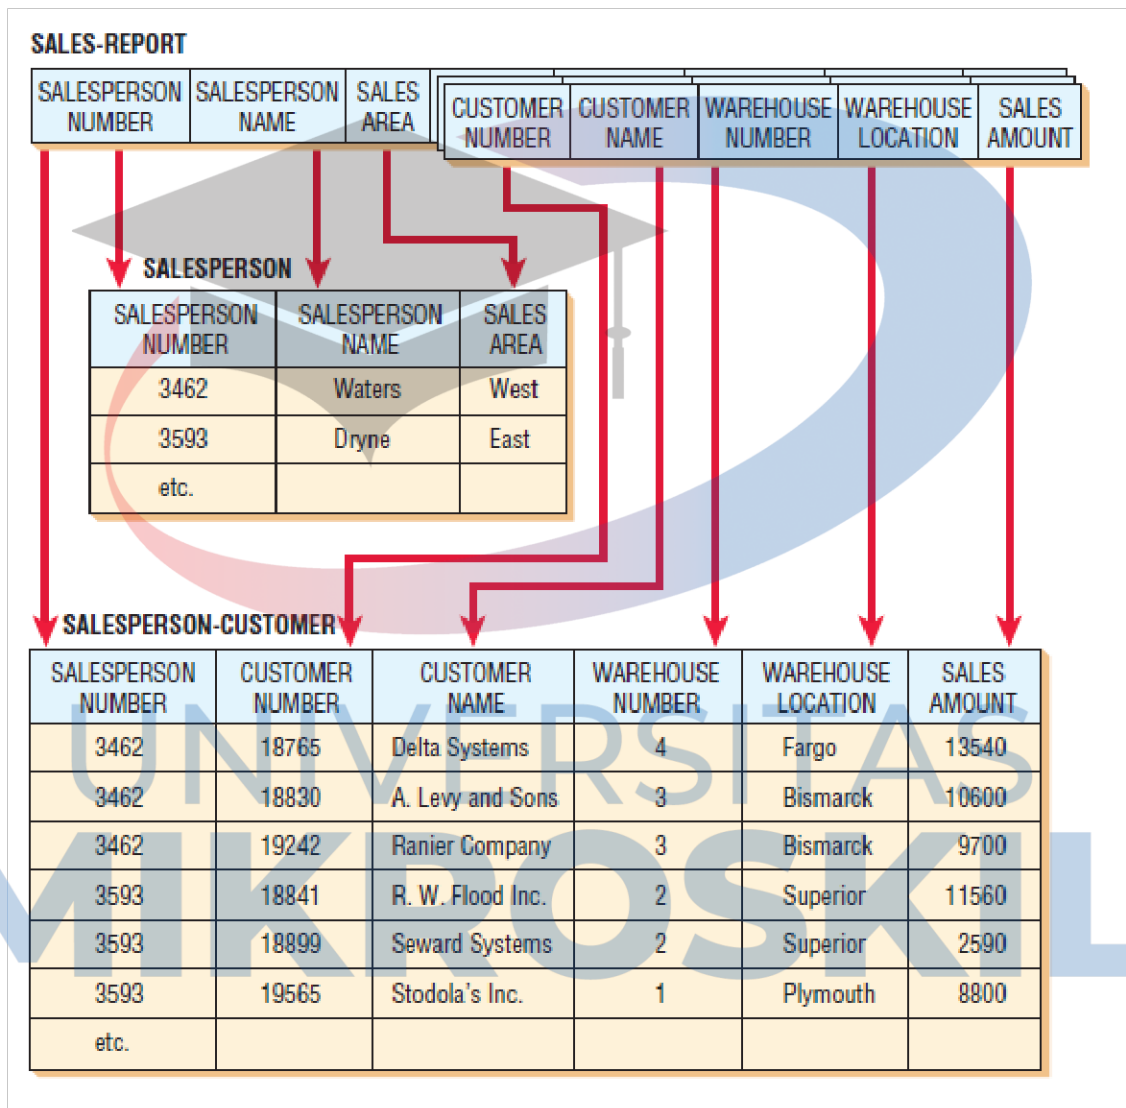 SALES-REPORT
SALESPERSON NUMBER SALESPERSON NAME SALES AREA CUSTOMER NUMBER CUSTOMER NAME WAREHOUSE NUMBER WAREHOUSE LOCATION SALES AMOUNT
SALESPERSON
SALESPERSON NUMBER SALESPERSON NAME SALES AREA
3462 Waters West
3593 Dryne East
etc.
SALESPERSON-CUSTOMER
SALESPERSON NUMBER CUSTOMER NUMBER CUSTOMER NAME WAREHOUSE NUMBER WAREHOUSE LOCATION SALES AMOUNT
3462 18765 Delta Systems 4 Fargo 13540
3462 18830 A. Levy and Sons 3 Bismarck 10600
3462 19242 Ranier Company 3 Bismarck 9700
3593 18841 R. W. Flood Inc. 2 Superior 11560
3593 18899 Seward Systems 2 Superior 2590
3593 19565 Stodola's Inc. 1 Plymouth 8800
etc.
UNIVERSITAS
MIKROSKIL